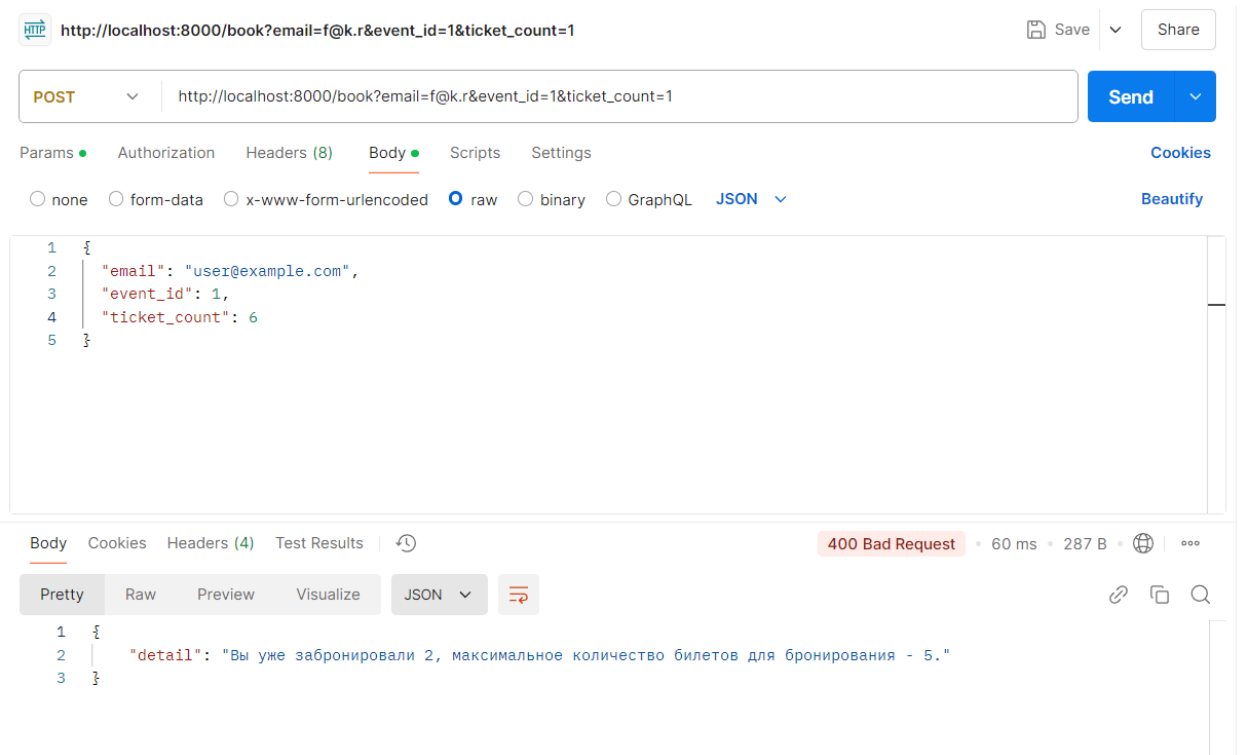 HTTP http://localhost:8000/book?email=f@k.r&event_id=1&ticket_count=1 Save Share
POST http://localhost:8000/book?email=f@k.r&event_id=1&ticket_count=1 Send
Params Authorization Headers (8) Body Scripts Settings Cookies
none form-data x-www-form-urlencoded raw binary GraphQL JSON Beautify
1 {
2 "email": "user@example.com",
3 "event_id": 1,
4 "ticket_count": 6
5 }
Body Cookies Headers (4) Test Results 400 Bad Request 60 ms 287 B
Pretty Raw Preview Visualize JSON
1 {
2 "detail": "Вы уже забронировали 2, максимальное количество билетов для бронирования - 5."
3 }